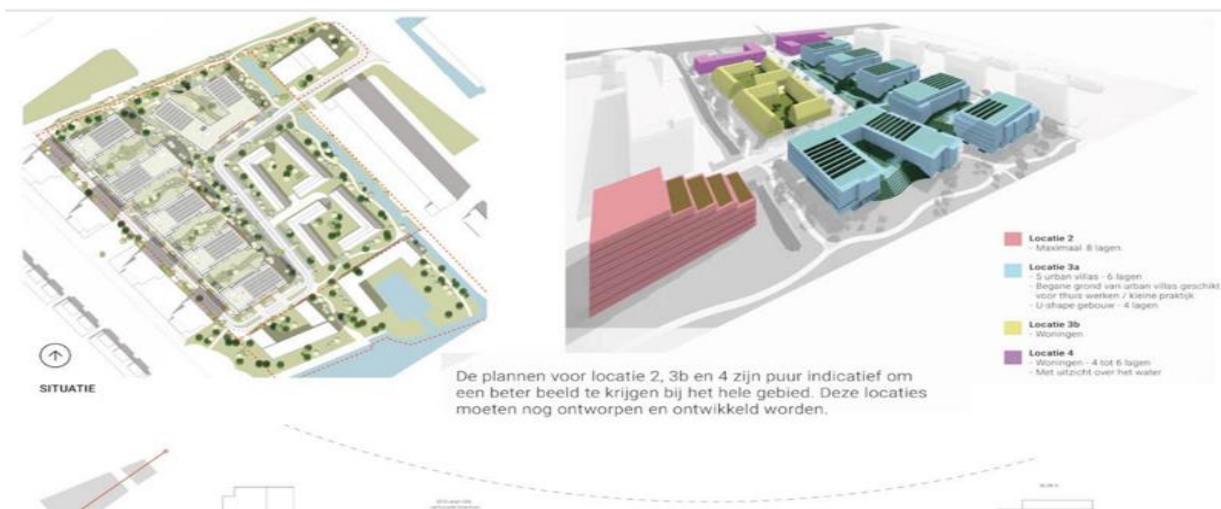 SITUATIE
Locatie 2
- Maximaal 8 lagen
Locatie 3a
- 5 urban villas - 6 lagen
- Begane grond van urban villas geschikt
voor thuis werken / kleine praktijk
- U-shape gebouw - 4 lagen
Locatie 3b
- Woningen
Locatie 4
- Woningen - 4 tot 6 lagen
- Met uitzicht over het water
De plannen voor locatie 2, 3b en 4 zijn puur indicatief om
een beter beeld te krijgen bij het hele gebied. Deze locaties
moeten nog ontworpen en ontwikkeld worden.